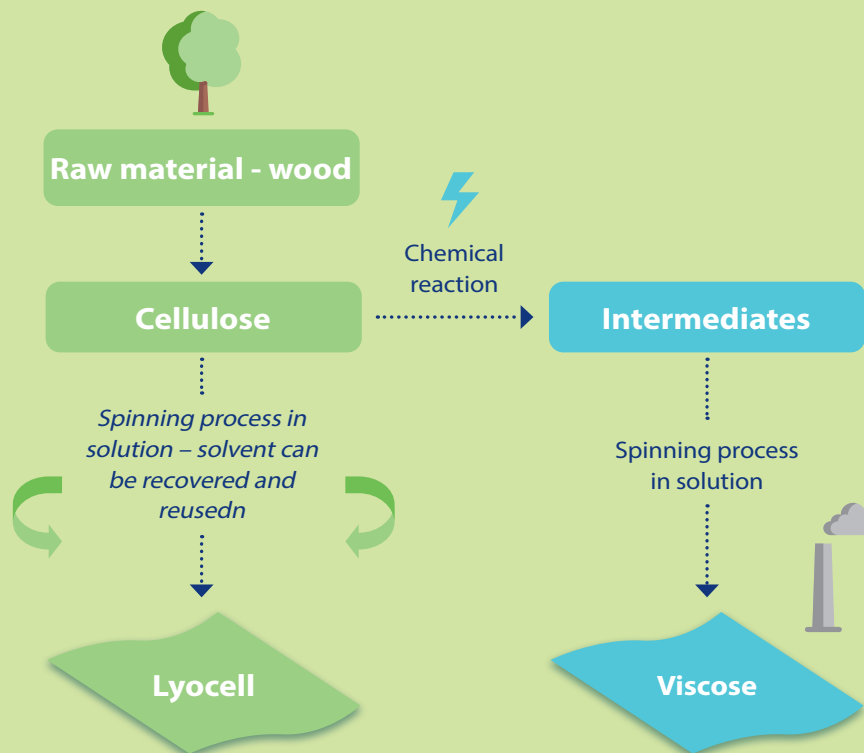 Raw material - wood
Chemical
reaction
Cellulose
Intermediates
Spinning process in
solution – solvent can
be recovered and
reusedn
Spinning process
in solution
Lyocell
Viscose